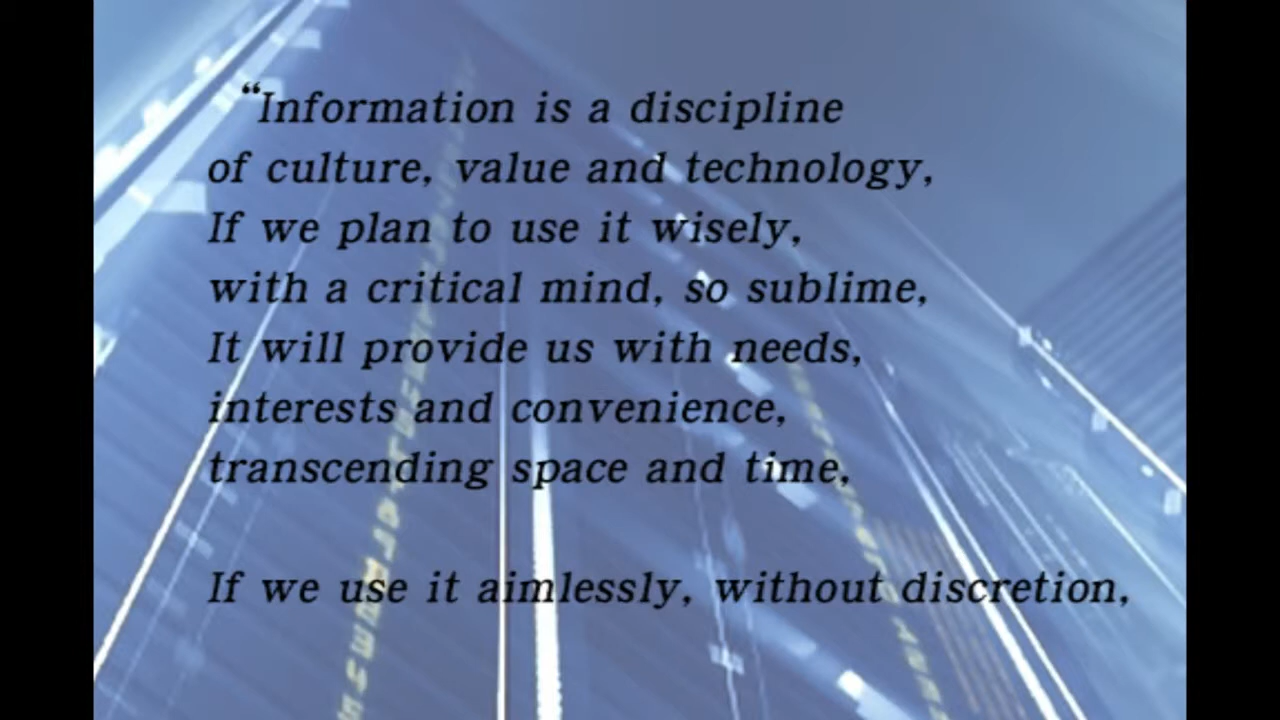 “Information is a discipline
of culture, value and technology,
If we plan to use it wisely,
with a critical mind, so sublime,
It will provide us with needs,
interests and convenience,
transcending space and time,
If we use it aimlessly, without discretion,